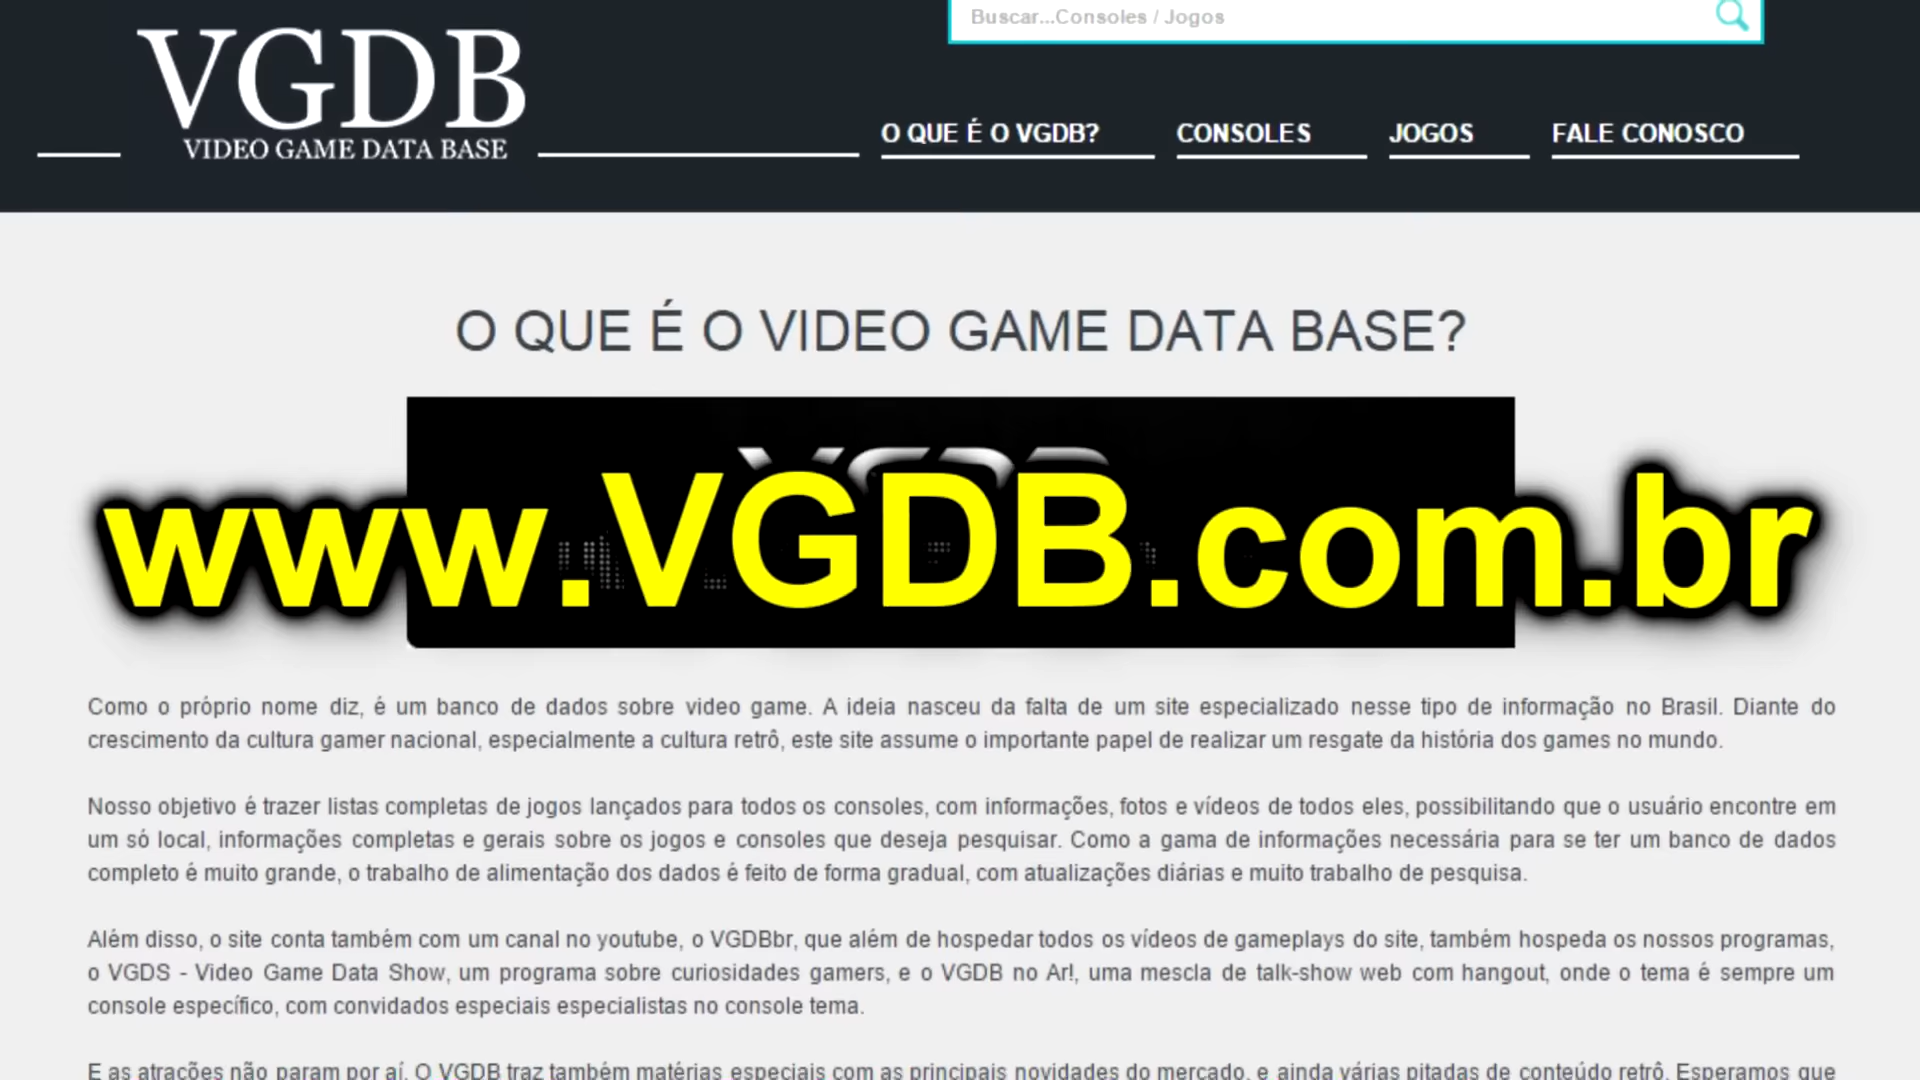 Buscar...Consoles / Jogos
VGDB
VIDEO GAME DATA BASE
O QUE É O VGDB? CONSOLES JOGOS FALE CONOSCO
O QUE É O VIDEO GAME DATA BASE?
VGDB
www.VGDB.com.br
Como o próprio nome diz, é um banco de dados sobre video game. A ideia nasceu da falta de um site especializado nesse tipo de informação no Brasil. Diante do
crescimento da cultura gamer nacional, especialmente a cultura retrô, este site assume o importante papel de realizar um resgate da história dos games no mundo.
Nosso objetivo é trazer listas completas de jogos lançados para todos os consoles, com informações, fotos e vídeos de todos eles, possibilitando que o usuário encontre em
um só local, informações completas e gerais sobre os jogos e consoles que deseja pesquisar. Como a gama de informações necessária para se ter um banco de dados
completo é muito grande, o trabalho de alimentação dos dados é feito de forma gradual, com atualizações diárias e muito trabalho de pesquisa.
Além disso, o site conta também com um canal no youtube, o VGDBbr, que além de hospedar todos os vídeos de gameplays do site, também hospeda os nossos programas,
o VGDS - Video Game Data Show, um programa sobre curiosidades gamers, e o VGDB no Ar!, uma mescla de talk-show web com hangout, onde o tema é sempre um
console específico, com convidados especiais especialistas no console tema.
E as atrações não param por aí. O VGDB traz também matérias especiais com as principais novidades do mercado, e ainda várias pitadas de conteúdo retrô. Esperamos que